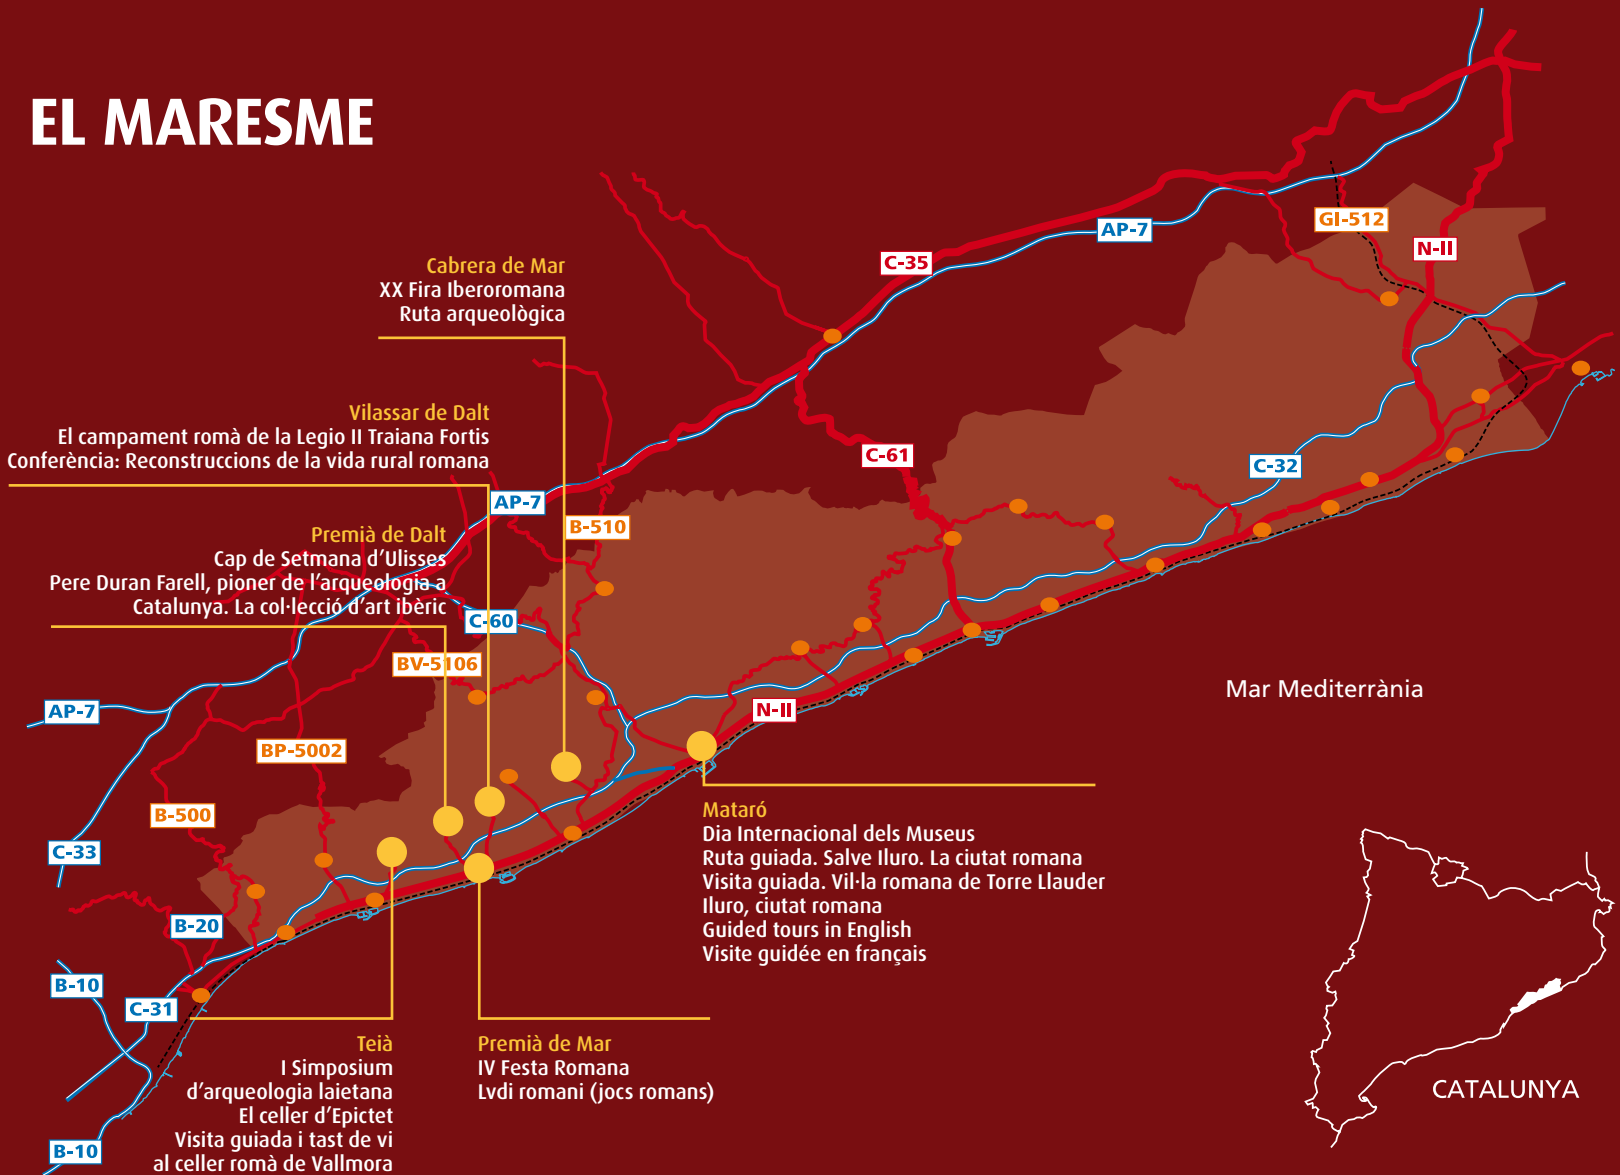 EL MARESME
GI-512
AP-7
N-II
C-35
Cabrera de Mar
XX Fira Iberoromana
Ruta arqueològica
Vilassar de Dalt
El campament romà de la Legio II Traiana Fortis
Conferència: Reconstruccions de la vida rural romana
C-61
C-32
AP-7
B-510
Premià de Dalt
Cap de Setmana d'Ulisses
Pere Duran Farell, pioner de l'arqueologia a
Catalunya. La col·lecció d'art ibèric
C-60
BV-5106
Mar Mediterrània
AP-7
N-II
BP-5002
B-500
C-33
Mataró
Dia Internacional dels Museus
Ruta guiada. Salve Iluro. La ciutat romana
Visita guiada. Vil·la romana de Torre Llauder
Iluro, ciutat romana
Guided tours in English
Visite guidée en français
B-20
B-10
C-31
Teià
I Simposium
d'arqueologia laietana
El celler d'Epictet
Visita guiada i tast de vi
al celler romà de Vallmora
Premià de Mar
IV Festa Romana
Lvdi romani (jocs romans)
CATALUNYA
B-10